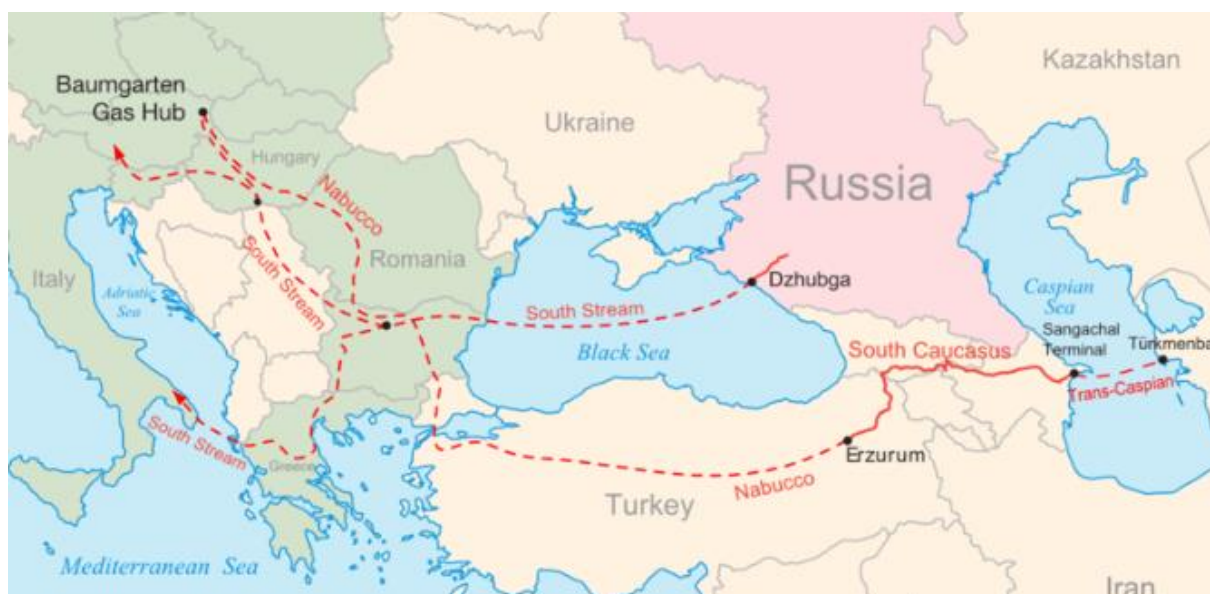 Baumgarten
Gas Hub
Kazakhstan
Ukraine
Hungary
Nabucco
Russia
Romania
Italy
Adriatic
Sea
South Stream
Dzhubga
South Stream
Caspian
Sea
Black Sea
South Caucasus
Sangachal
Terminal
Türkmenba
Trans-Caspian
South Stream
Greece
Erzurum
Nabucco
Turkey
Mediterranean Sea
Iran